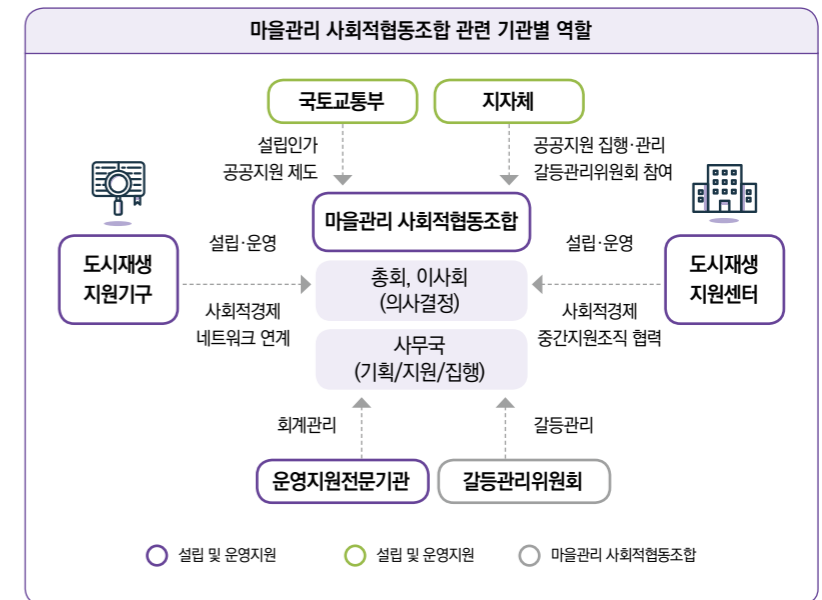 마을관리 사회적협동조합 관련 기관별 역할
국토교통부
지자체
설립인가
공공지원 제도
공공지원 집행·관리
갈등관리위원회 참여
마을관리 사회적협동조합
도시재생
지원기구
설립·운영
사회적경제
네트워크 연계
총회, 이사회
(의사결정)
사무국
(기획/지원/집행)
설립·운영
사회적경제
중간지원조직 협력
도시재생
지원센터
회계관리
갈등관리
운영지원전문기관
갈등관리위원회
설립 및 운영지원
설립 및 운영지원
마을관리 사회적협동조합